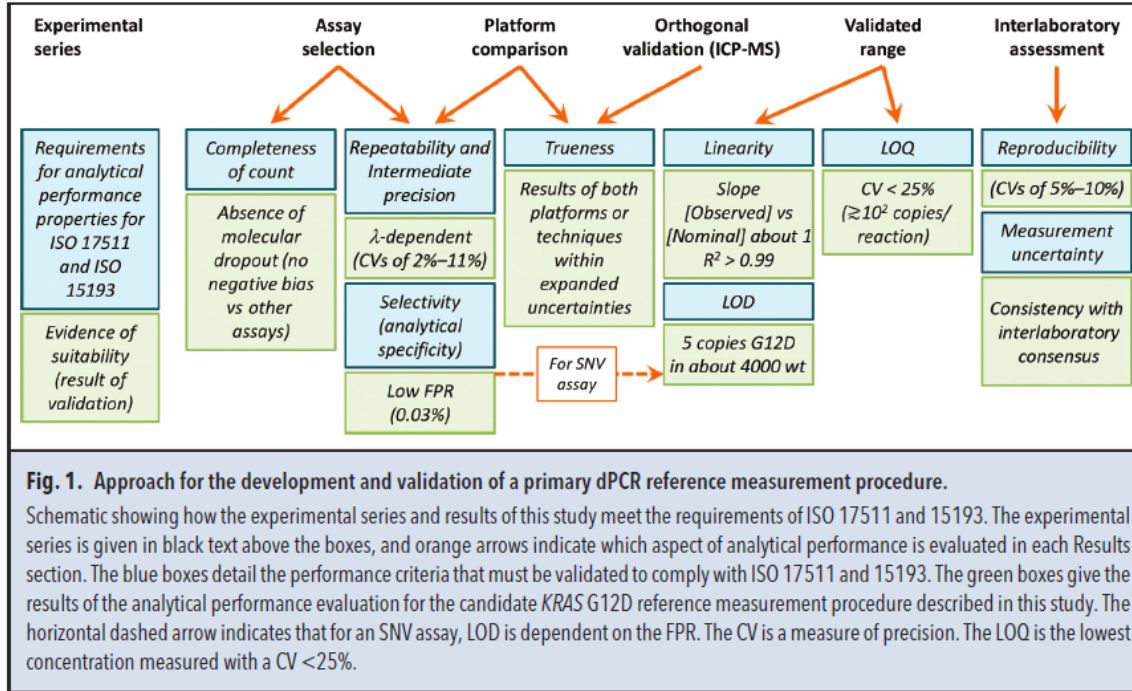 Experimental
series
Assay
selection
Platform
comparison
Orthogonal
validation (ICP-MS)
Validated
range
Interlaboratory
assessment
Requirements
for analytical
performance
properties for
ISO 17511
and ISO
15193
Evidence of
suitability
(result of
validation)
Completeness
of count
Absence of
molecular
dropout (no
negative bias
vs other
assays)
Repeatability and
Intermediate
precision
λ-dependent
(CVs of 2%–11%)
Selectivity
(analytical
specificity)
Low FPR
(0.03%)
Trueness
Results of both
platforms or
techniques
within
expanded
uncertainties
For SNV
assay
Linearity
Slope
[Observed] vs
[Nominal] about 1
R² > 0.99
LOD
5 copies G12D
in about 4000 wt
LOQ
CV < 25%
(≳10² copies/
reaction)
Reproducibility
(CVs of 5%–10%)
Measurement
uncertainty
Consistency with
interlaboratory
consensus
Fig. 1. Approach for the development and validation of a primary dPCR reference measurement procedure.
Schematic showing how the experimental series and results of this study meet the requirements of ISO 17511 and 15193. The experimental
series is given in black text above the boxes, and orange arrows indicate which aspect of analytical performance is evaluated in each Results
section. The blue boxes detail the performance criteria that must be validated to comply with ISO 17511 and 15193. The green boxes give the
results of the analytical performance evaluation for the candidate KRAS G12D reference measurement procedure described in this study. The
horizontal dashed arrow indicates that for an SNV assay, LOD is dependent on the FPR. The CV is a measure of precision. The LOQ is the lowest
concentration measured with a CV <25%.